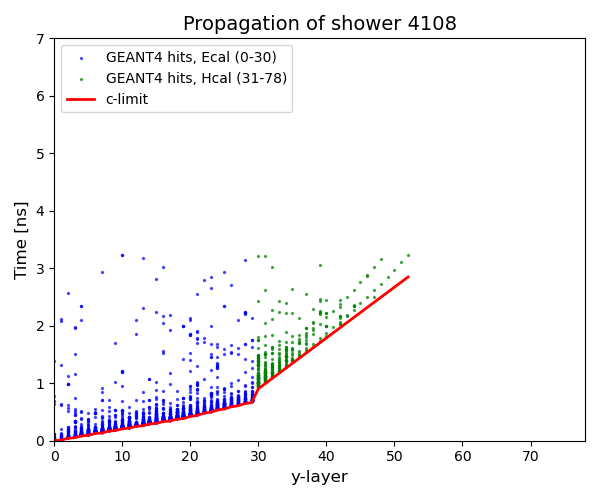 Propagation of shower 4108
GEANT4 hits, Ecal (0-30)
GEANT4 hits, Hcal (31-78)
c-limit
7
6
5
4
3
2
1
0
Time [ns]
0 10 20 30 40 50 60 70
y-layer